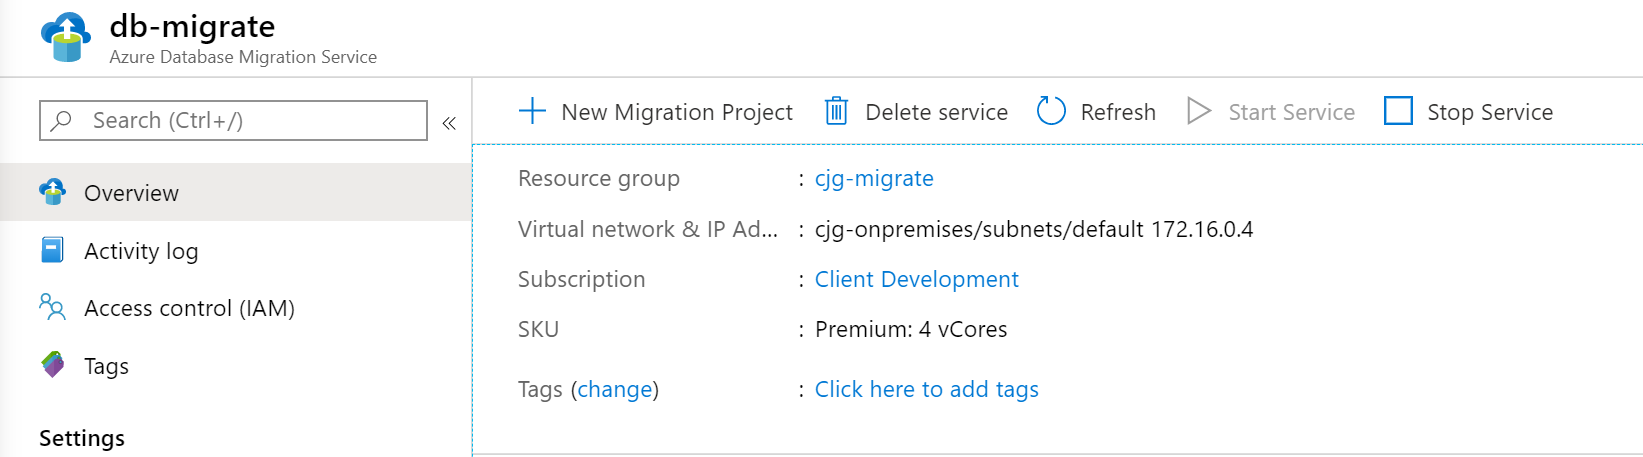 db-migrate
Azure Database Migration Service
Search (Ctrl+/)
«
New Migration Project
Delete service
Refresh
Start Service
Stop Service
Overview
Activity log
Access control (IAM)
Tags
Settings
Resource group : cjg-migrate
Virtual network & IP Ad... : cjg-onpremises/subnets/default 172.16.0.4
Subscription : Client Development
SKU : Premium: 4 vCores
Tags (change) : Click here to add tags